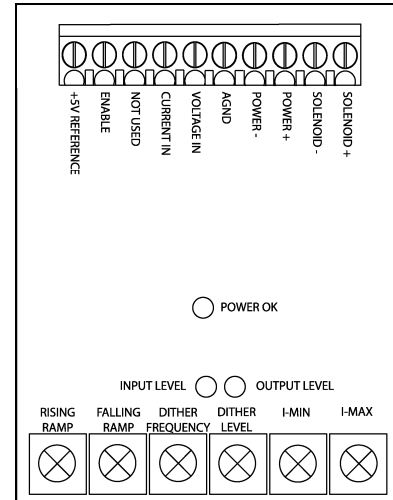 +5V REFERENCE
ENABLE
NOT USED
CURRENT IN
VOLTAGE IN
AGND
POWER -
POWER +
SOLENOID -
SOLENOID +
POWER OK
INPUT LEVEL OUTPUT LEVEL
RISING FALLING DITHER DITHER I-MIN I-MAX
RAMP RAMP FREQUENCY LEVEL